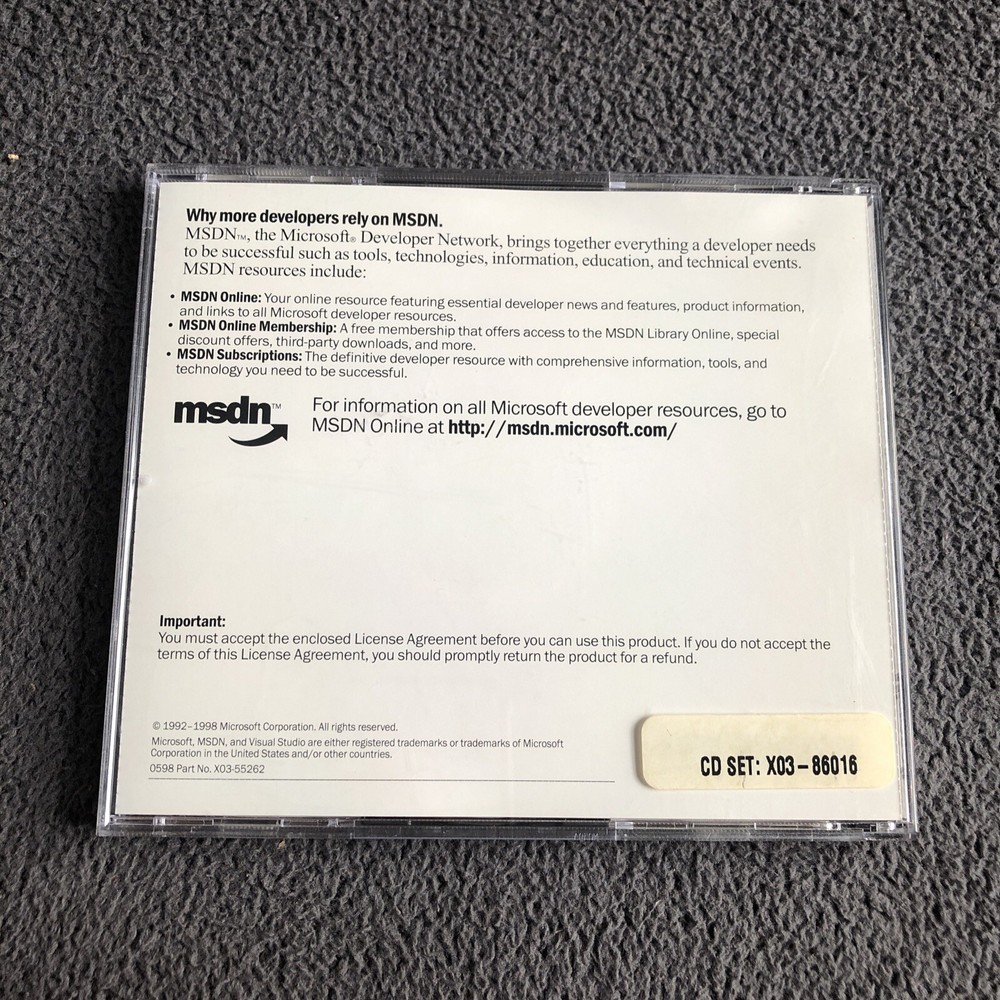 Why more developers rely on MSDN.
MSDN™, the Microsoft® Developer Network, brings together everything a developer needs
to be successful such as tools, technologies, information, education, and technical events.
MSDN resources include:
• MSDN Online: Your online resource featuring essential developer news and features, product information,
and links to all Microsoft developer resources.
• MSDN Online Membership: A free membership that offers access to the MSDN Library Online, special
discount offers, third-party downloads, and more.
• MSDN Subscriptions: The definitive developer resource with comprehensive information, tools, and
technology you need to be successful.
msdn™
For information on all Microsoft developer resources, go to
MSDN Online at http://msdn.microsoft.com/
Important:
You must accept the enclosed License Agreement before you can use this product. If you do not accept the
terms of this License Agreement, you should promptly return the product for a refund.
© 1992–1998 Microsoft Corporation. All rights reserved.
Microsoft, MSDN, and Visual Studio are either registered trademarks or trademarks of Microsoft
Corporation in the United States and/or other countries.
0598 Part No. X03-55262
CD SET: X03-86016